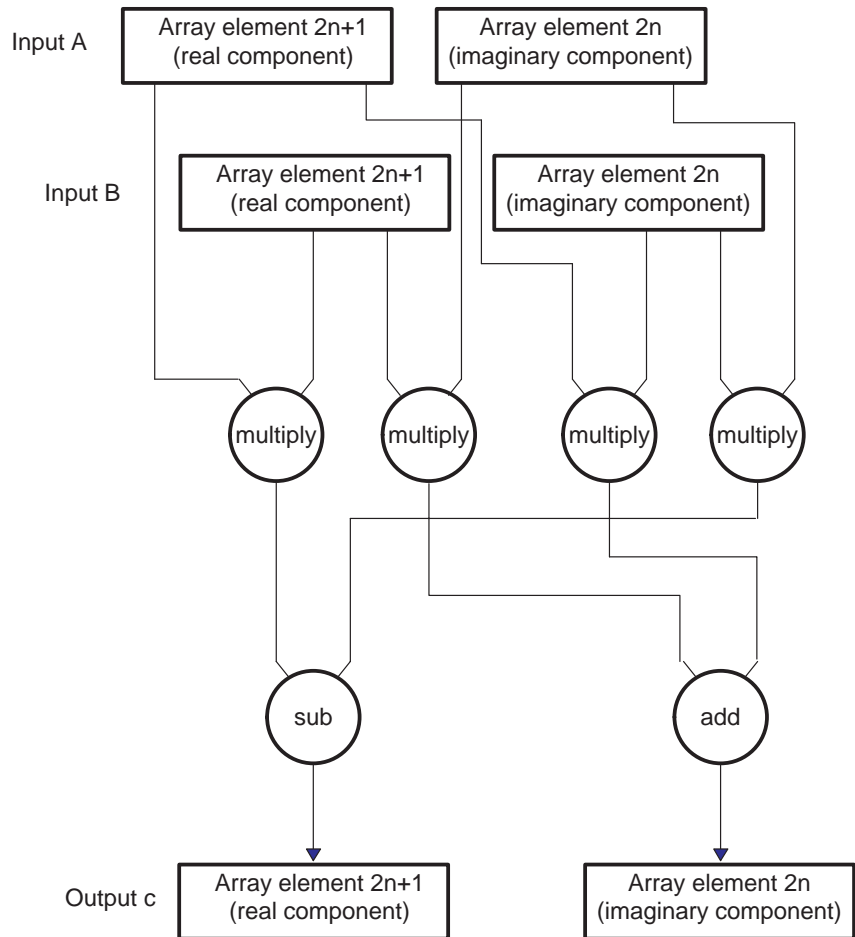 Input A
Array element 2n+1
(real component)
Array element 2n
(imaginary component)
Input B
Array element 2n+1
(real component)
Array element 2n
(imaginary component)
multiply
multiply
multiply
multiply
sub
add
Output c
Array element 2n+1
(real component)
Array element 2n
(imaginary component)